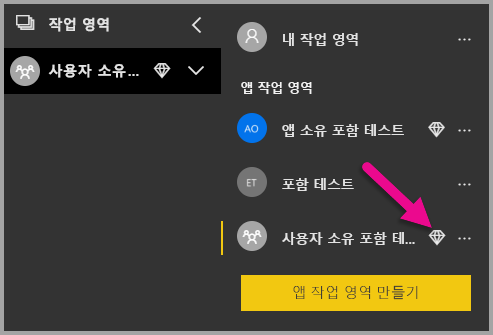 작업 영역
사용자 소유...
내 작업 영역
앱 작업 영역
AO 앱 소유 포함 테스트
ET 포함 테스트
사용자 소유 포함 테...
앱 작업 영역 만들기